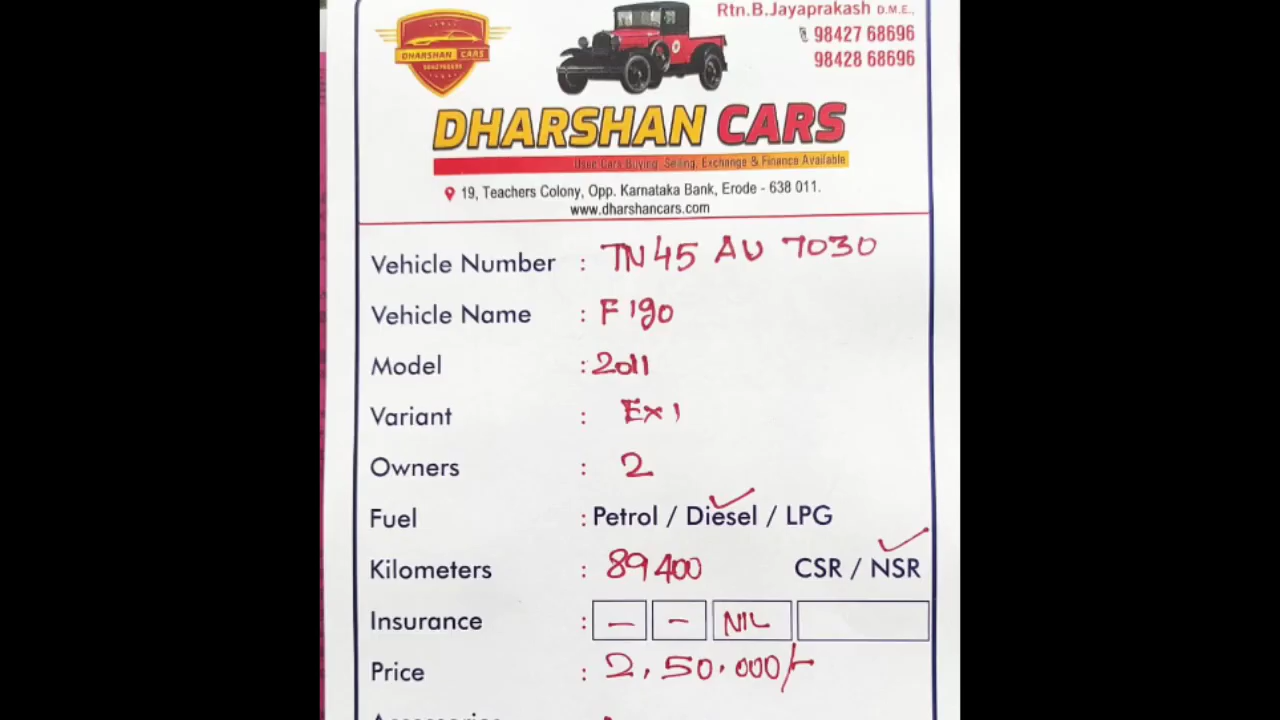 Rtn.B.Jayaprakash D.M.E.,
98427 68696
98428 68696
DHARSHAN CARS
DHARSHAN CARS
Used Cars Buying, Selling, Exchange & Finance Available
19, Teachers Colony, Opp. Karnataka Bank, Erode - 638 011.
www.dharshancars.com
Vehicle Number : TN45 AU 7030
Vehicle Name : Figo
Model : 2011
Variant : Exi
Owners : 2
Fuel : Petrol / Diesel / LPG
Kilometers : 89400 CSR / NSR
Insurance : — — NIL
Price : 2,50.000/-
Accessories